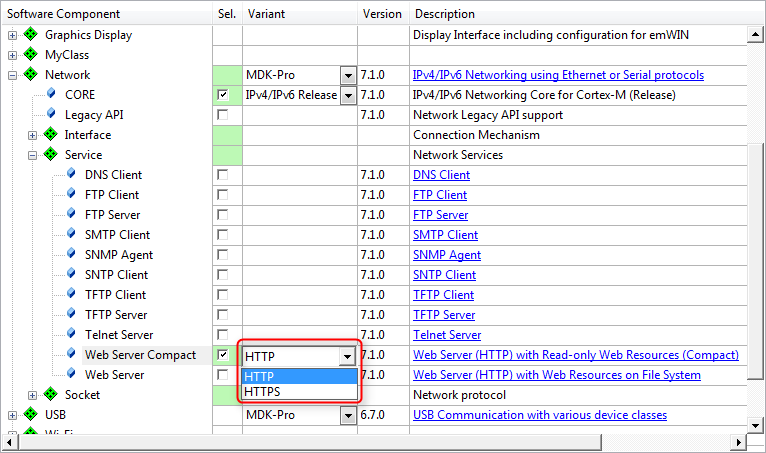 Software Component Sel. Variant Version Description
Graphics Display Display Interface including configuration for emWIN
MyClass
Network MDK-Pro 7.1.0 IPv4/IPv6 Networking using Ethernet or Serial protocols
CORE IPv4/IPv6 Release 7.1.0 IPv4/IPv6 Networking Core for Cortex-M (Release)
Legacy API 7.1.0 Network Legacy API support
Interface Connection Mechanism
Service Network Services
DNS Client 7.1.0 DNS Client
FTP Client 7.1.0 FTP Client
FTP Server 7.1.0 FTP Server
SMTP Client 7.1.0 SMTP Client
SNMP Agent 7.1.0 SNMP Agent
SNTP Client 7.1.0 SNTP Client
TFTP Client 7.1.0 TFTP Client
TFTP Server 7.1.0 TFTP Server
Telnet Server 7.1.0 Telnet Server
Web Server Compact HTTP 7.1.0 Web Server (HTTP) with Read-only Web Resources (Compact)
Web Server HTTP 7.1.0 Web Server (HTTP) with Web Resources on File System
HTTPS
Socket Network protocol
USB MDK-Pro 6.7.0 USB Communication with various device classes